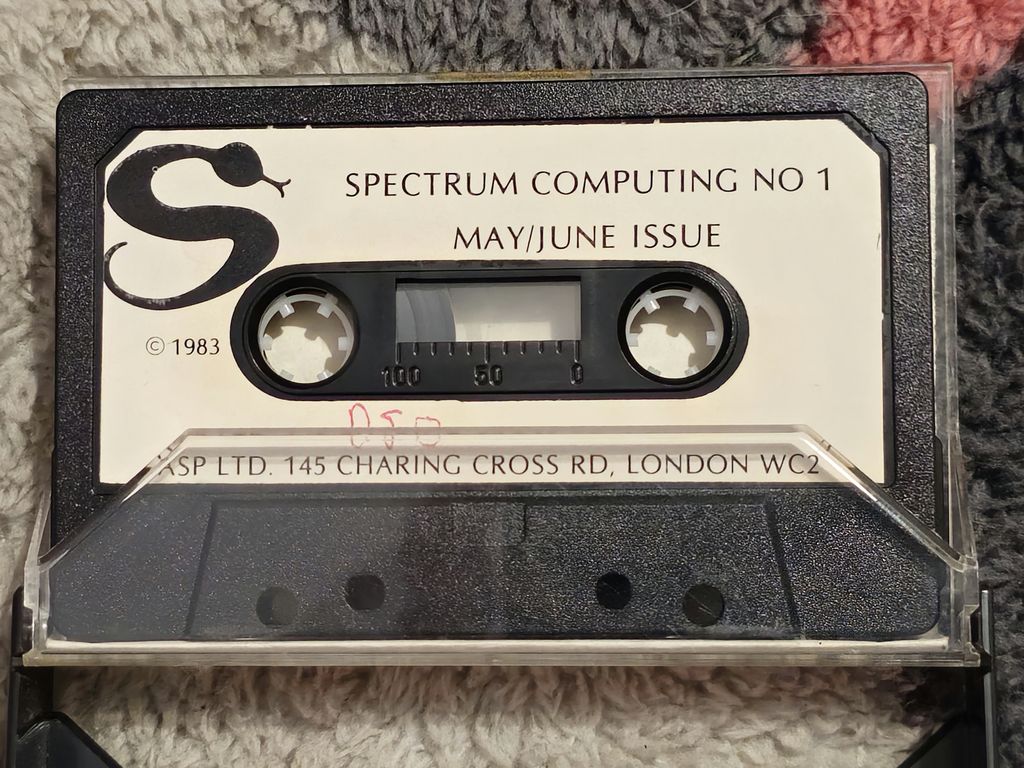 SPECTRUM COMPUTING NO 1
MAY/JUNE ISSUE
© 1983
100 50 0
ASP LTD. 145 CHARING CROSS RD, LONDON WC2